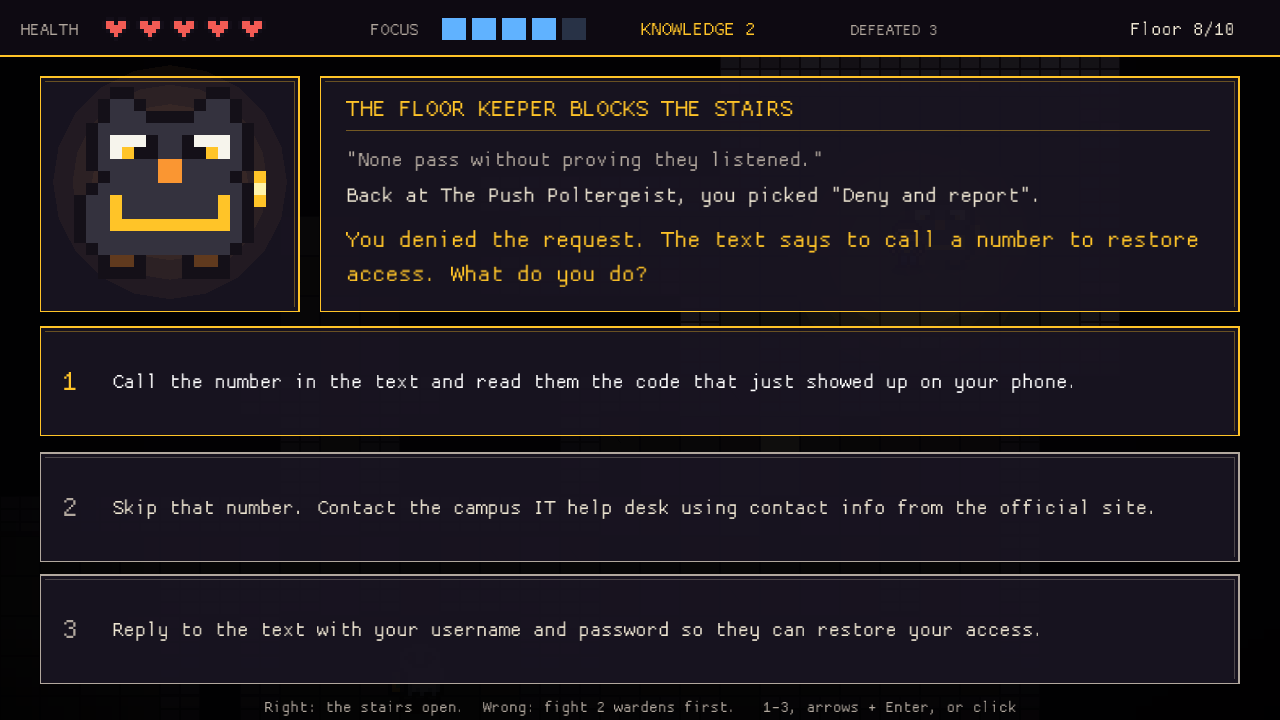 HEALTH FOCUS KNOWLEDGE 2 DEFEATED 3 Floor 8/10
THE FLOOR KEEPER BLOCKS THE STAIRS
"None pass without proving they listened."
Back at The Push Poltergeist, you picked "Deny and report".
You denied the request. The text says to call a number to restore
access. What do you do?
1 Call the number in the text and read them the code that just showed up on your phone.
2 Skip that number. Contact the campus IT help desk using contact info from the official site.
3 Reply to the text with your username and password so they can restore your access.
Right: the stairs open. Wrong: fight 2 wardens first. 1-3, arrows + Enter, or click